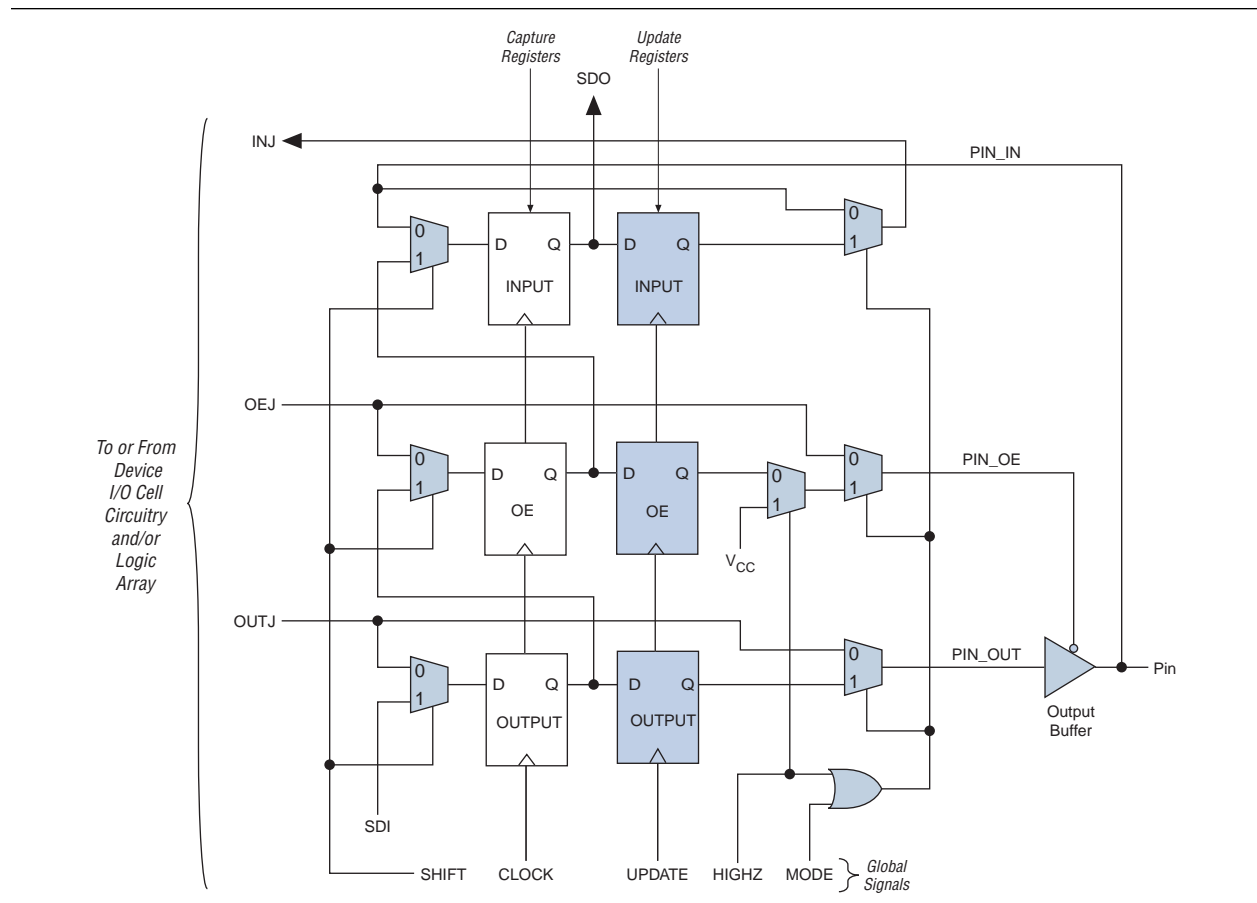 Capture
Registers
Update
Registers
SDO
INJ
PIN_IN
0
1
D Q
INPUT
D Q
INPUT
0
1
OEJ
To or From
Device
I/O Cell
Circuitry
and/or
Logic
Array
0
1
D Q
OE
D Q
OE
0
1
VCC
0
1
PIN_OE
OUTJ
0
1
D Q
OUTPUT
D Q
OUTPUT
0
1
PIN_OUT
Pin
Output
Buffer
SDI
SHIFT
CLOCK
UPDATE
HIGHZ
MODE
Global
Signals